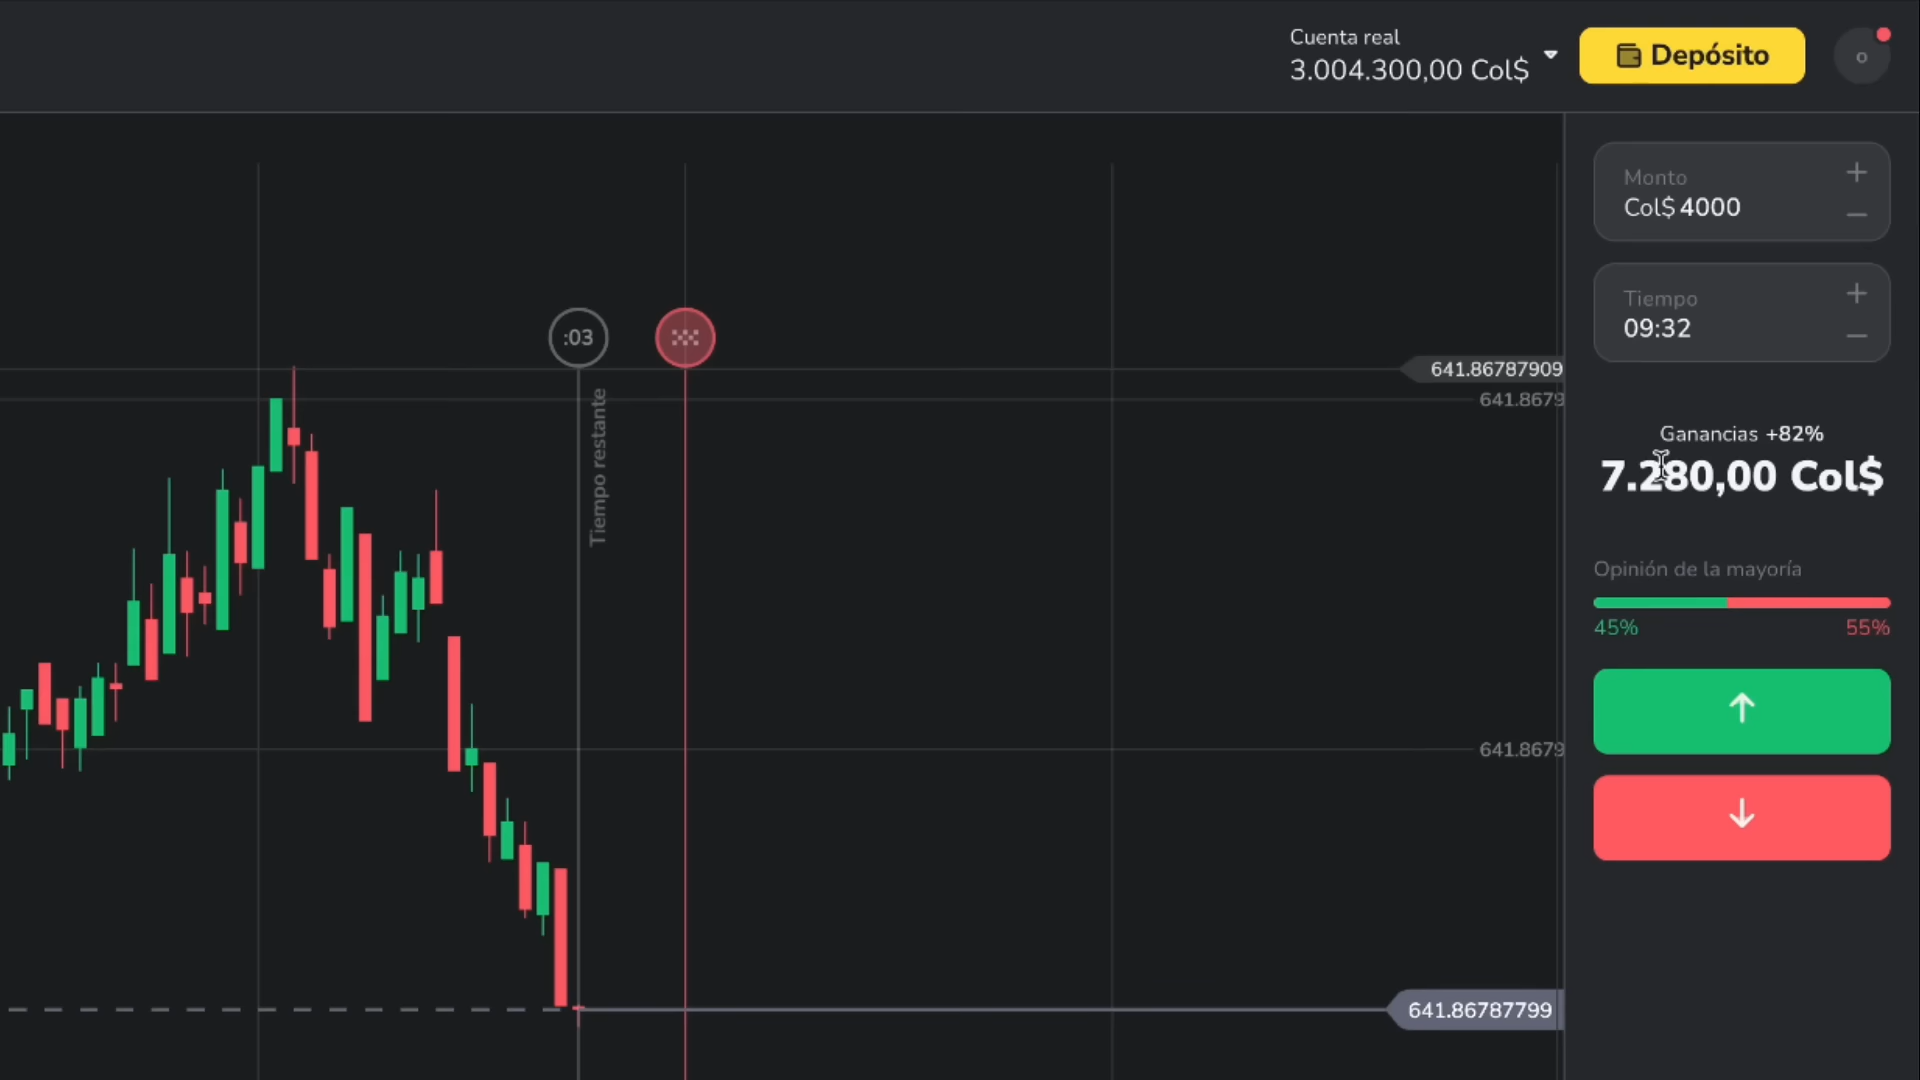 Cuenta real
3.004.300,00 Col$
Depósito
o
Monto
Col$ 4000
Tiempo
09:32
:03
Tiempo restante
641.86787909
641.8679
Ganancias +82%
7.280,00 Col$
Opinión de la mayoría
45%
55%
641.8679
641.86787799